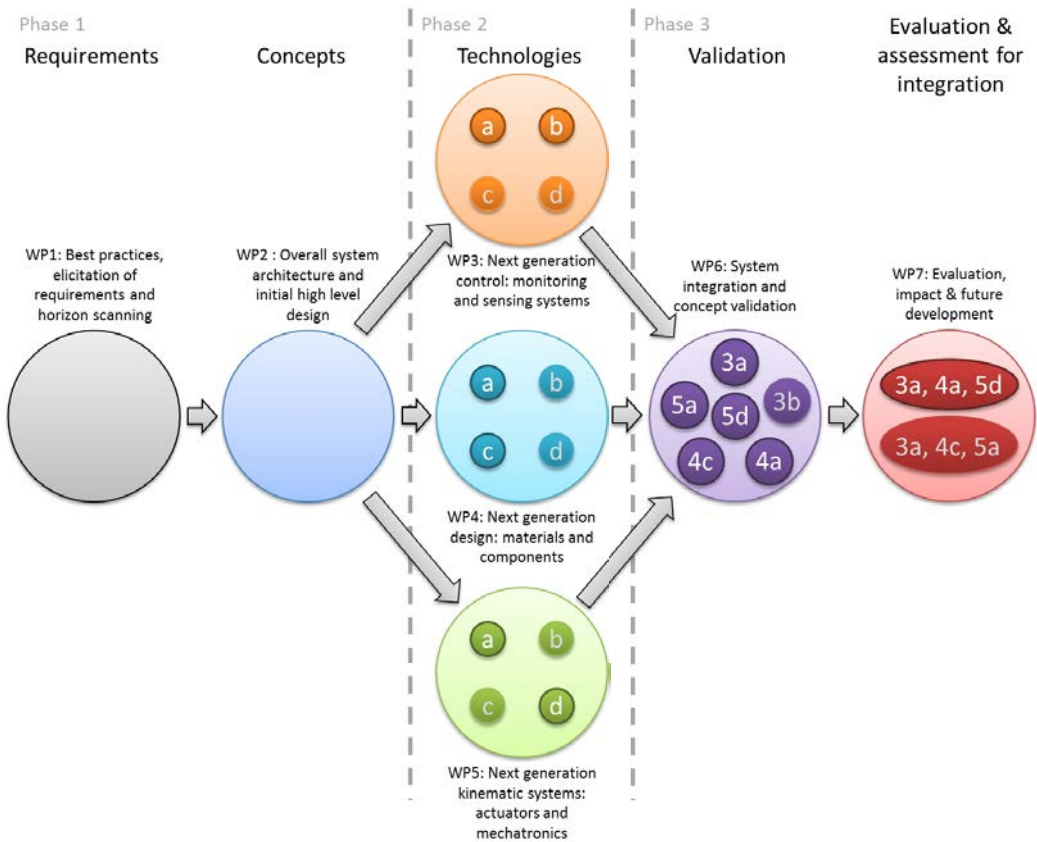 Phase 1
Requirements
Concepts
Phase 2
Technologies
Phase 3
Validation
Evaluation &
assessment for
integration
WP1: Best practices,
elicitation of
requirements and
horizon scanning
WP2 : Overall system
architecture and
initial high level
design
a
b
c
d
WP3: Next generation
control: monitoring
and sensing systems
a
b
c
d
WP4: Next generation
design: materials and
components
a
b
c
d
WP5: Next generation
kinematic systems:
actuators and
mechatronics
WP6: System
integration and
concept validation
3a
5a
3b
5d
4c
4a
WP7: Evaluation,
impact & future
development
3a, 4a, 5d
3a, 4c, 5a